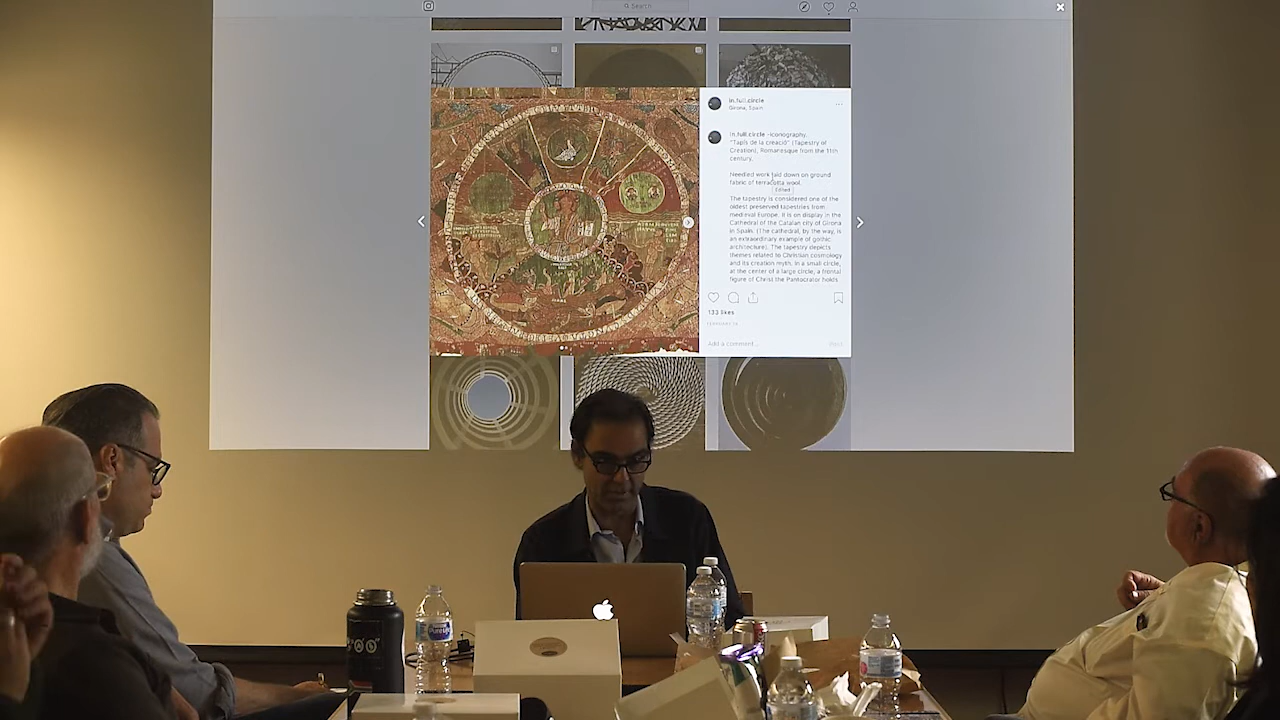 Search
in.full.circle
Girona, Spain
in.full.circle -Iconography.
"Tapís de la creació" (Tapestry of
Creation), Romanesque from the 11th
century.
Needled work laid down on ground
fabric of terracotta wool.
Edited
The tapestry is considered one of the
oldest preserved tapestries from
medieval Europe. It is on display in the
Cathedral of the Catalan city of Girona
in Spain. (The cathedral, by the way, is
an extraordinary example of gothic
architecture). The tapestry depicts
themes related to Christian cosmology
and its creation myth. In a small circle,
at the center of a large circle, a frontal
figure of Christ the Pantocrator holds
133 likes
Add a comment...
Post